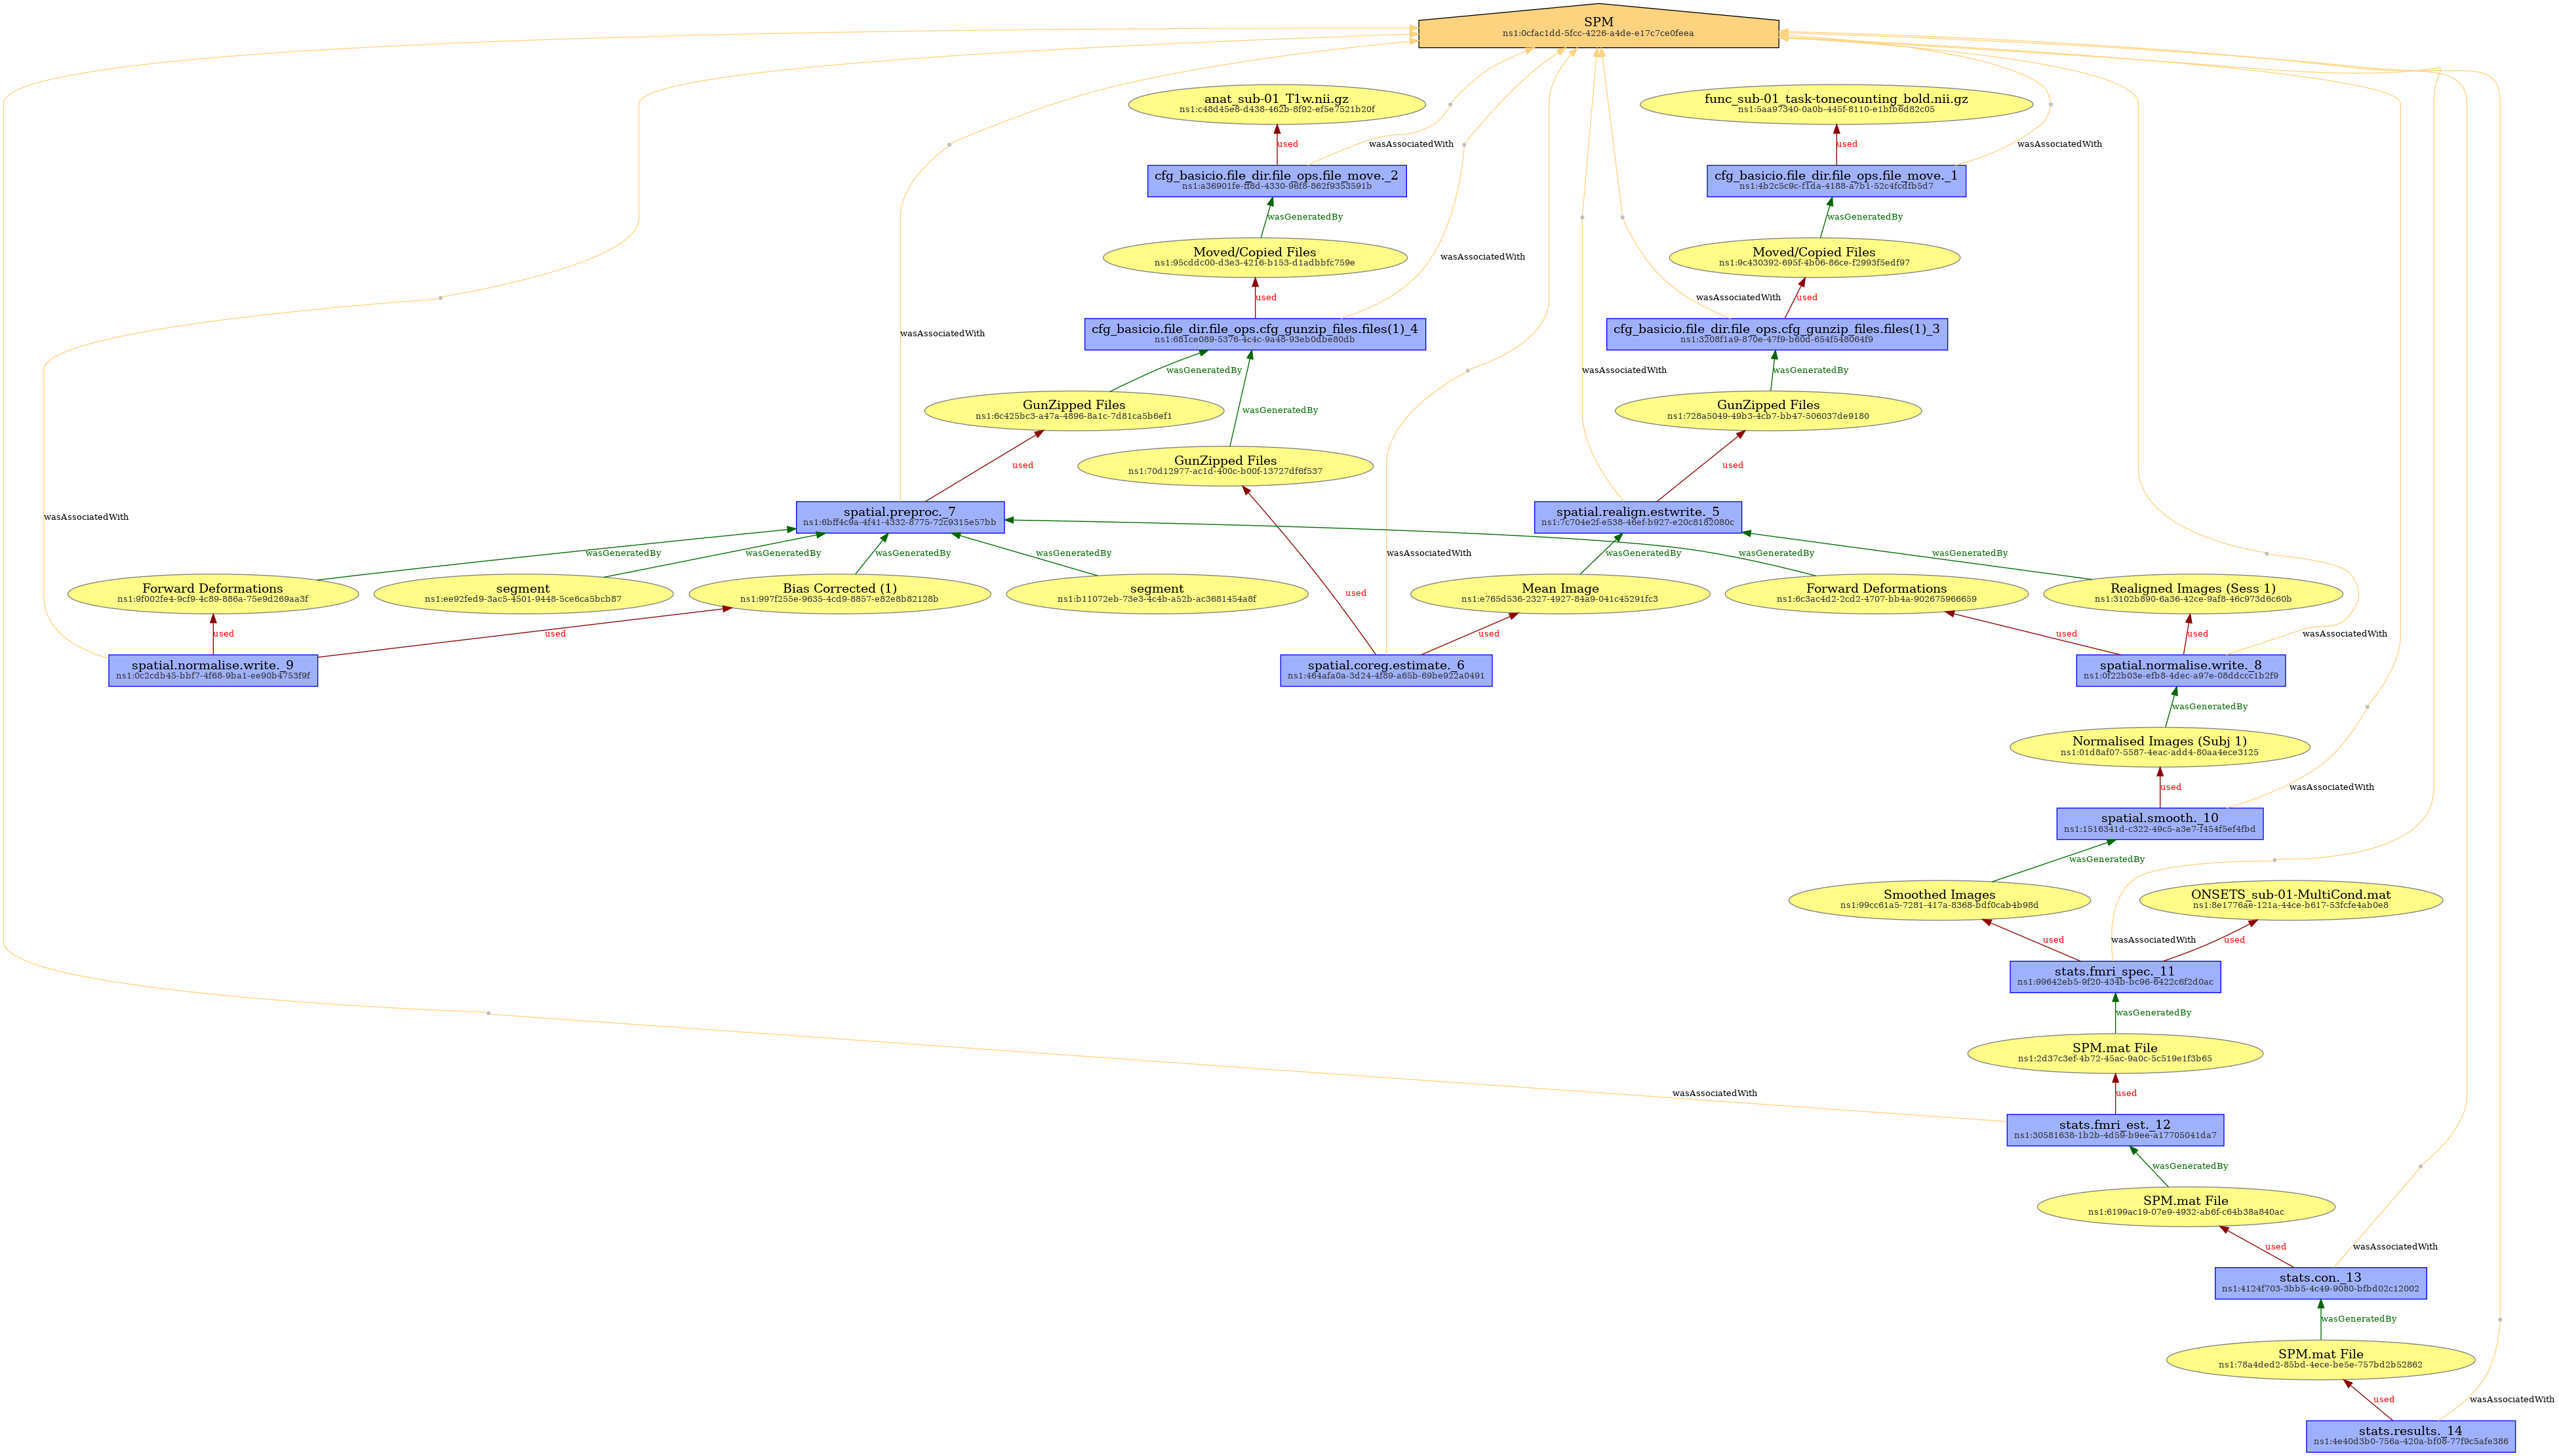 SPM
ns1:0cfac1dd-5fcc-4226-a4de-e17c7ce0feea
anat_sub-01_T1w.nii.gz
ns1:c48d45e8-d438-462b-8f92-ef5e7521b20f
func_sub-01_task-tonecounting_bold.nii.gz
ns1:5aa97340-0a0b-445f-8110-e1bfb6d82c05
used
wasAssociatedWith
used
wasAssociatedWith
cfg_basicio.file_dir.file_ops.file_move._2
ns1:a36901fe-ff8d-4330-96f8-862f9353591b
cfg_basicio.file_dir.file_ops.file_move._1
ns1:4b2c5c9c-f1da-4188-a7b1-52c4fcdfb5d7
wasGeneratedBy
wasGeneratedBy
Moved/Copied Files
ns1:95cddc00-d3e3-4216-b153-d1adbbfc759e
Moved/Copied Files
ns1:9c430392-695f-4b06-86ce-f2993f5edf97
wasAssociatedWith
used
wasAssociatedWith
used
wasAssociatedWith
cfg_basicio.file_dir.file_ops.cfg_gunzip_files.files(1)_4
ns1:681ce089-5376-4c4c-9a48-93eb0dbe80db
cfg_basicio.file_dir.file_ops.cfg_gunzip_files.files(1)_3
ns1:3208f1a9-870e-47f9-b60d-654f548064f9
wasGeneratedBy
wasAssociatedWith
wasGeneratedBy
GunZipped Files
ns1:6c425bc3-a47a-4896-8a1c-7d81ca5b6ef1
wasGeneratedBy
GunZipped Files
ns1:728a5049-49b3-4cb7-bb47-506037de9180
used
GunZipped Files
ns1:70d12977-ac1d-400c-b00f-13727df6f537
used
wasAssociatedWith
spatial.preproc._7
ns1:6bff4c9a-4f41-4332-8775-72c9315e57bb
spatial.realign.estwrite._5
ns1:7c704e2f-e538-46ef-b927-e20c8182080c
wasGeneratedBy
wasGeneratedBy
wasGeneratedBy
wasGeneratedBy
wasAssociatedWith
wasGeneratedBy
wasGeneratedBy
wasGeneratedBy
Forward Deformations
ns1:9f002fe4-9cf9-4c89-886a-75e9d269aa3f
segment
ns1:ee92fed9-3ac5-4501-9448-5ce6ca5bcb87
Bias Corrected (1)
ns1:997f255e-9635-4cd9-8857-e82e8b82128b
segment
ns1:b11072eb-73e3-4c4b-a52b-ac3681454a8f
Mean Image
ns1:e765d536-2327-4927-84a9-041c45291fc3
Forward Deformations
ns1:6c3ac4d2-2cd2-4707-bb4a-902675966659
Realigned Images (Sess 1)
ns1:3102b890-6a36-42ce-9af8-46c973d6c60b
used
used
used
used
used
used
wasAssociatedWith
spatial.normalise.write._9
ns1:0c2cdb45-bbf7-4f68-9ba1-ee90b4753f9f
spatial.coreg.estimate._6
ns1:464afa0a-3d24-4f89-a65b-69be922a0491
spatial.normalise.write._8
ns1:0f22b03e-efb8-4dec-a97e-08ddccc1b2f9
wasGeneratedBy
Normalised Images (Subj 1)
ns1:01d8af07-5587-4eac-add4-80aa4ece3125
used
wasAssociatedWith
spatial.smooth._10
ns1:1516341d-c322-49c5-a3e7-f454f5ef4fbd
wasGeneratedBy
Smoothed Images
ns1:99cc61a5-7281-417a-8368-bdf0cab4b98d
ONSETS_sub-01-MultiCond.mat
ns1:8e1776ae-121a-44ce-b617-53fcfe4ab0e8
used
wasAssociatedWith
used
stats.fmri_spec._11
ns1:99642eb5-9f20-434b-bc96-6422c6f2d0ac
wasGeneratedBy
SPM.mat File
ns1:2d37c3ef-4b72-45ac-9a0c-5c519e1f3b65
wasAssociatedWith
used
stats.fmri_est._12
ns1:30581638-1b2b-4d59-b9ee-a17705041da7
wasGeneratedBy
SPM.mat File
ns1:6199ac19-07e9-4932-ab6f-c64b38a840ac
used
wasAssociatedWith
stats.con._13
ns1:4124f703-3bb5-4c49-9080-bfbd02c12002
wasGeneratedBy
SPM.mat File
ns1:78a4ded2-85bd-4ece-be5e-757bd2b52862
used
wasAssociatedWith
stats.results._14
ns1:4e40d3b0-756a-420a-bf08-77f9c5afe386